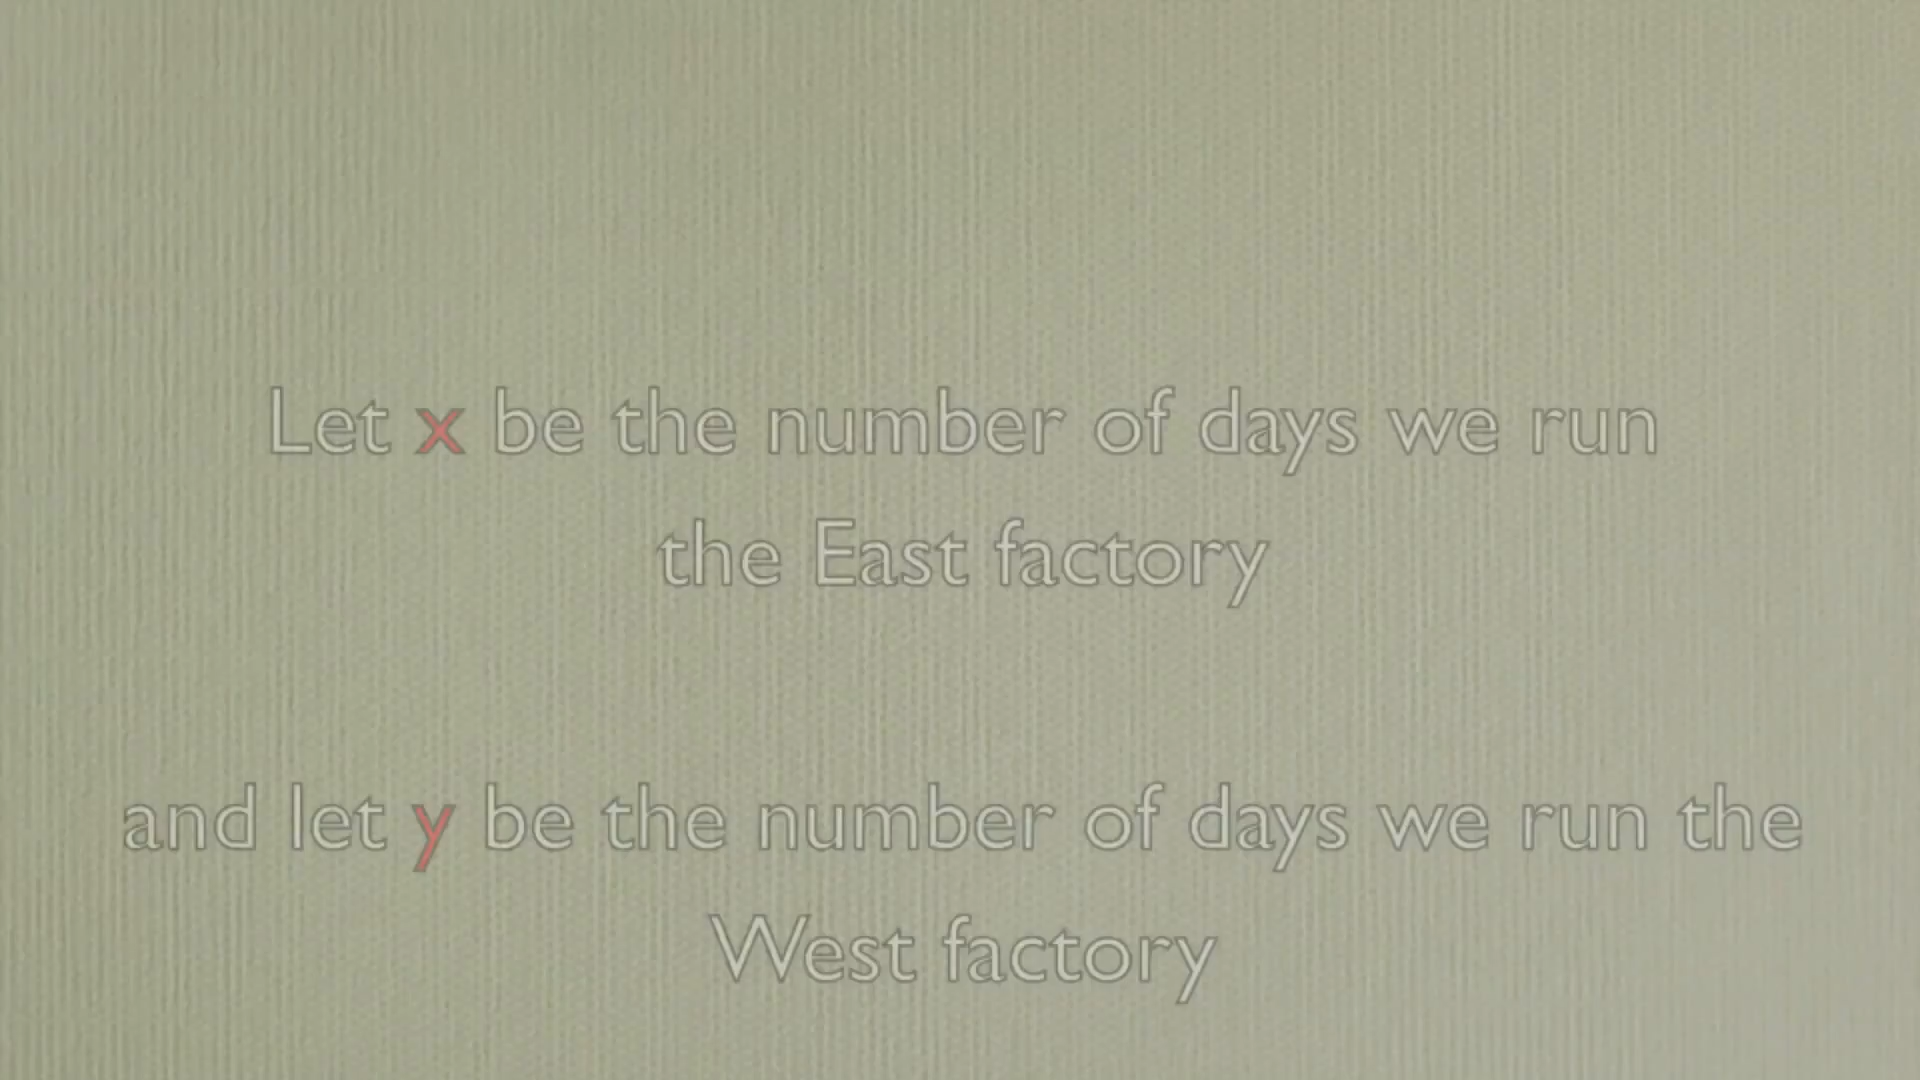 Let x be the number of days we run
the East factory
and let y be the number of days we run the
West factory